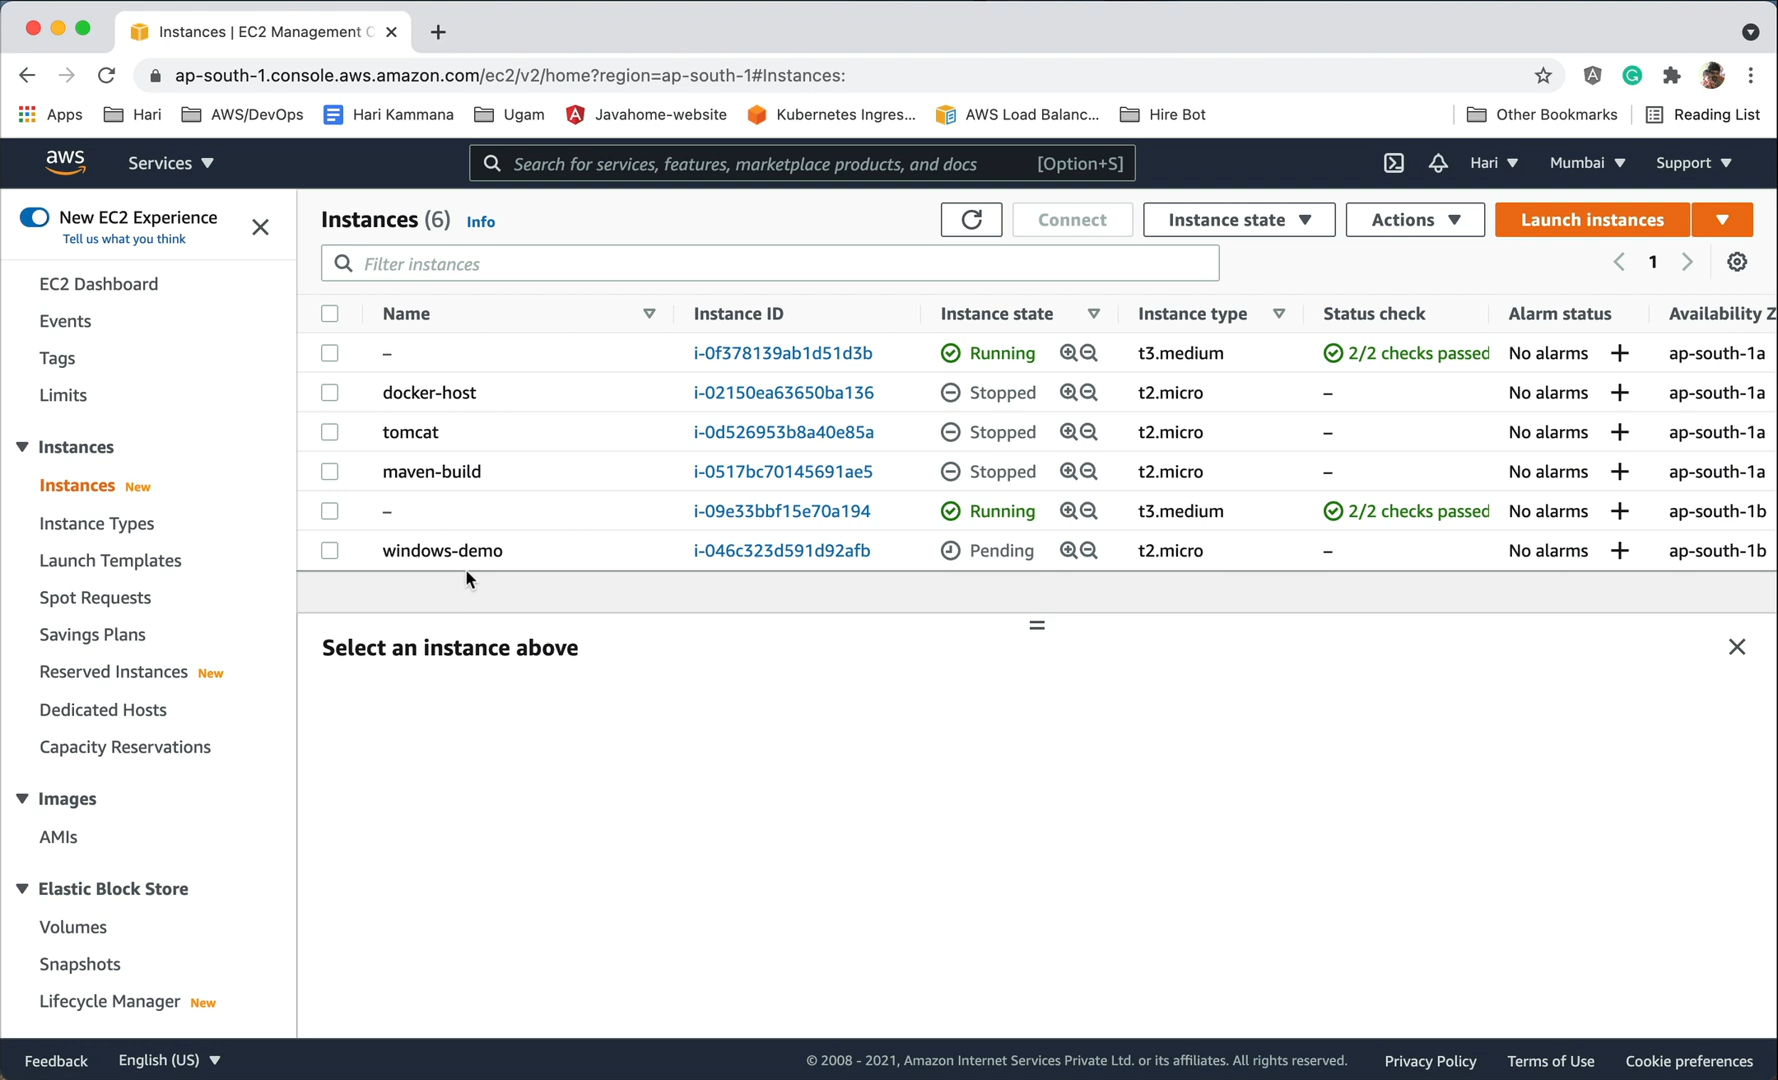 Instances | EC2 Management C
ap-south-1.console.aws.amazon.com/ec2/v2/home?region=ap-south-1#Instances:
Apps Hari AWS/DevOps Hari Kammana Ugam Javahome-website Kubernetes Ingres... AWS Load Balanc... Hire Bot Other Bookmarks Reading List
aws Services Search for services, features, marketplace products, and docs [Option+S] Hari Mumbai Support
New EC2 Experience
Tell us what you think
EC2 Dashboard
Events
Tags
Limits
Instances
Instances New
Instance Types
Launch Templates
Spot Requests
Savings Plans
Reserved Instances New
Dedicated Hosts
Capacity Reservations
Images
AMIs
Elastic Block Store
Volumes
Snapshots
Lifecycle Manager New
Instances (6) Info Connect Instance state Actions Launch instances
Filter instances 1
Name Instance ID Instance state Instance type Status check Alarm status Availability Z
– i-0f378139ab1d51d3b Running t3.medium 2/2 checks passed No alarms + ap-south-1a
docker-host i-02150ea63650ba136 Stopped t2.micro – No alarms + ap-south-1a
tomcat i-0d526953b8a40e85a Stopped t2.micro – No alarms + ap-south-1a
maven-build i-0517bc70145691ae5 Stopped t2.micro – No alarms + ap-south-1a
– i-09e33bbf15e70a194 Running t3.medium 2/2 checks passed No alarms + ap-south-1b
windows-demo i-046c323d591d92afb Pending t2.micro – No alarms + ap-south-1b
Select an instance above
Feedback English (US) © 2008 - 2021, Amazon Internet Services Private Ltd. or its affiliates. All rights reserved. Privacy Policy Terms of Use Cookie preferences